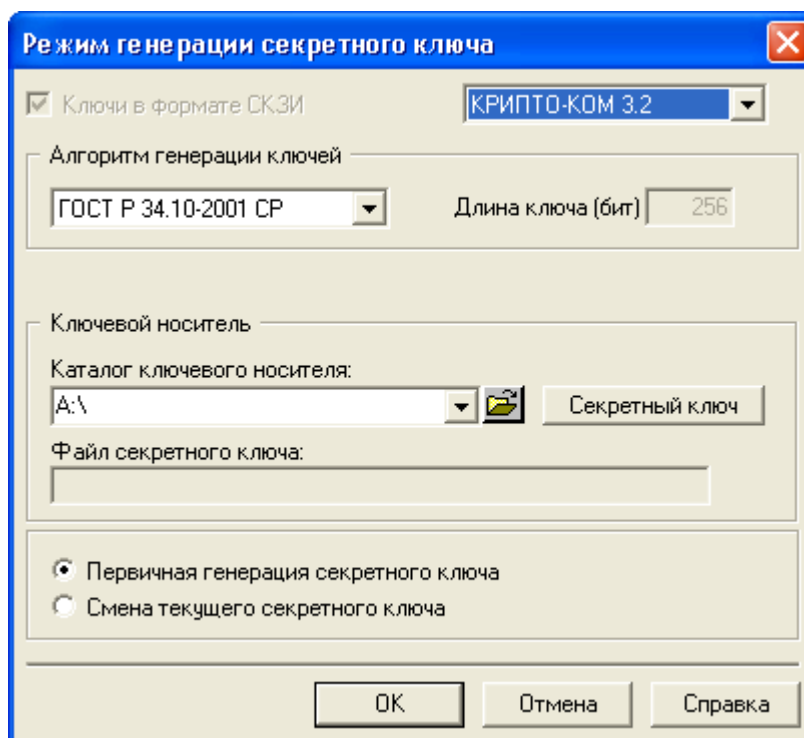 Режим генерации секретного ключа
Ключи в формате СКЗИ КРИПТО-КОМ 3.2
Алгоритм генерации ключей
ГОСТ Р 34.10-2001 СР Длина ключа (бит) 256
Ключевой носитель
Каталог ключевого носителя:
A:\ Секретный ключ
Файл секретного ключа:
Первичная генерация секретного ключа
Смена текущего секретного ключа
OK Отмена Справка